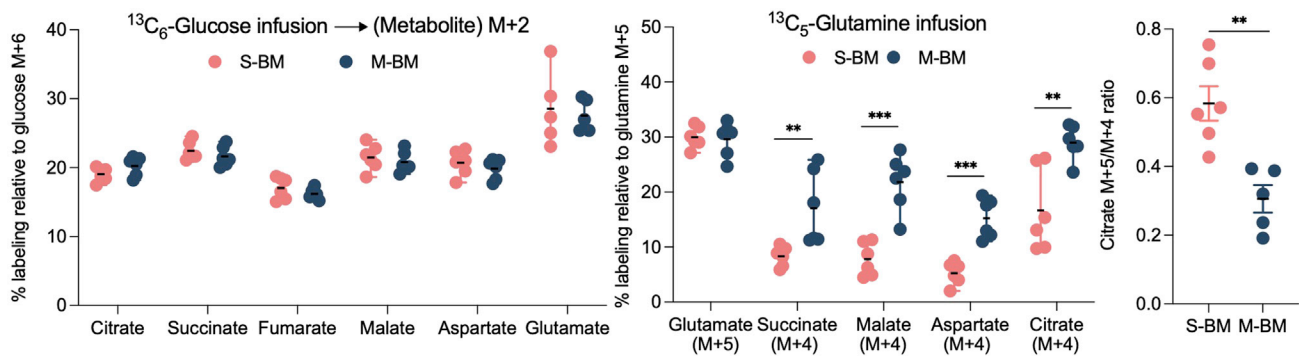 ¹³C₆-Glucose infusion ⟶ (Metabolite) M+2
S-BM M-BM
% labeling relative to glucose M+6
40
30
20
10
0
Citrate Succinate Fumarate Malate Aspartate Glutamate
¹³C₅-Glutamine infusion
S-BM M-BM
% labeling relative to glutamine M+5
50
40
30
20
10
0
** *** *** **
Glutamate Succinate Malate Aspartate Citrate
(M+5) (M+4) (M+4) (M+4) (M+4)
**
Citrate M+5/M+4 ratio
0.8
0.6
0.4
0.2
0.0
S-BM M-BM